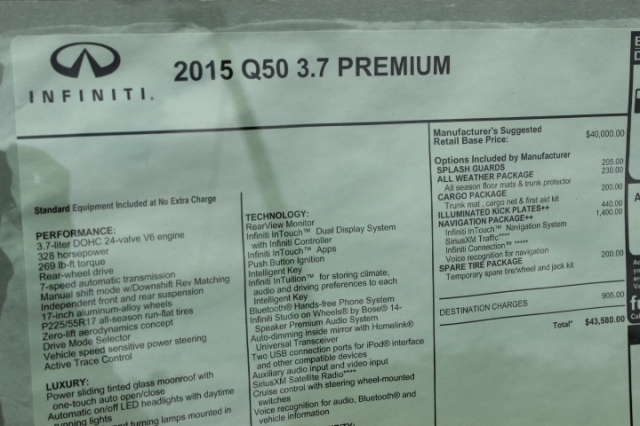 INFINITI.
2015 Q50 3.7 PREMIUM
Standard Equipment Included at No Extra Charge
PERFORMANCE:
3.7-liter DOHC 24-valve V6 engine
328 horsepower
269 lb-ft torque
Rear-wheel drive
7-speed automatic transmission
Manual shift mode w/Downshift Rev Matching
Independent front and rear suspension
17-inch aluminum-alloy wheels
P225/55R17 all-season run-flat tires
Zero-lift aerodynamics concept
Drive Mode Selector
Vehicle speed sensitive power steering
Active Trace Control
LUXURY:
Power sliding tinted glass moonroof with
one-touch auto open/close
Automatic on/off LED headlights with daytime
running lights
and turning lamps mounted in
TECHNOLOGY:
RearView Monitor
Infiniti InTouch™ Dual Display System
with Infiniti Controller
Infiniti InTouch™ Apps
Push Button Ignition
Intelligent Key
Infiniti InTuition™ for storing climate,
audio and driving preferences to each
Intelligent Key
Bluetooth® Hands-free Phone System
Infiniti Studio on Wheels® by Bose® 14-
Speaker Premium Audio System
Auto-dimming inside mirror with Homelink®
Universal Transceiver
Two USB connection ports for iPod® interface
and other compatible devices
Auxiliary audio input and video input
SiriusXM Satellite Radio****
Cruise control with steering wheel-mounted
switches
Voice recognition for audio, Bluetooth® and
vehicle information
Manufacturer's Suggested
Retail Base Price: $40,000.00
Options Included by Manufacturer
SPLASH GUARDS 205.00
ALL WEATHER PACKAGE 230.00
All season floor mats & trunk protector
CARGO PACKAGE 200.00
Trunk mat, cargo net & first aid kit
ILLUMINATED KICK PLATES++ 440.00
NAVIGATION PACKAGE++ 1,400.00
Infiniti InTouch™ Navigation System
SiriusXM Traffic****
Infiniti Connection™ *****
Voice recognition for navigation
SPARE TIRE PACKAGE 200.00
Temporary spare tire/wheel and jack kit
DESTINATION CHARGES 905.00
Total* $43,580.00